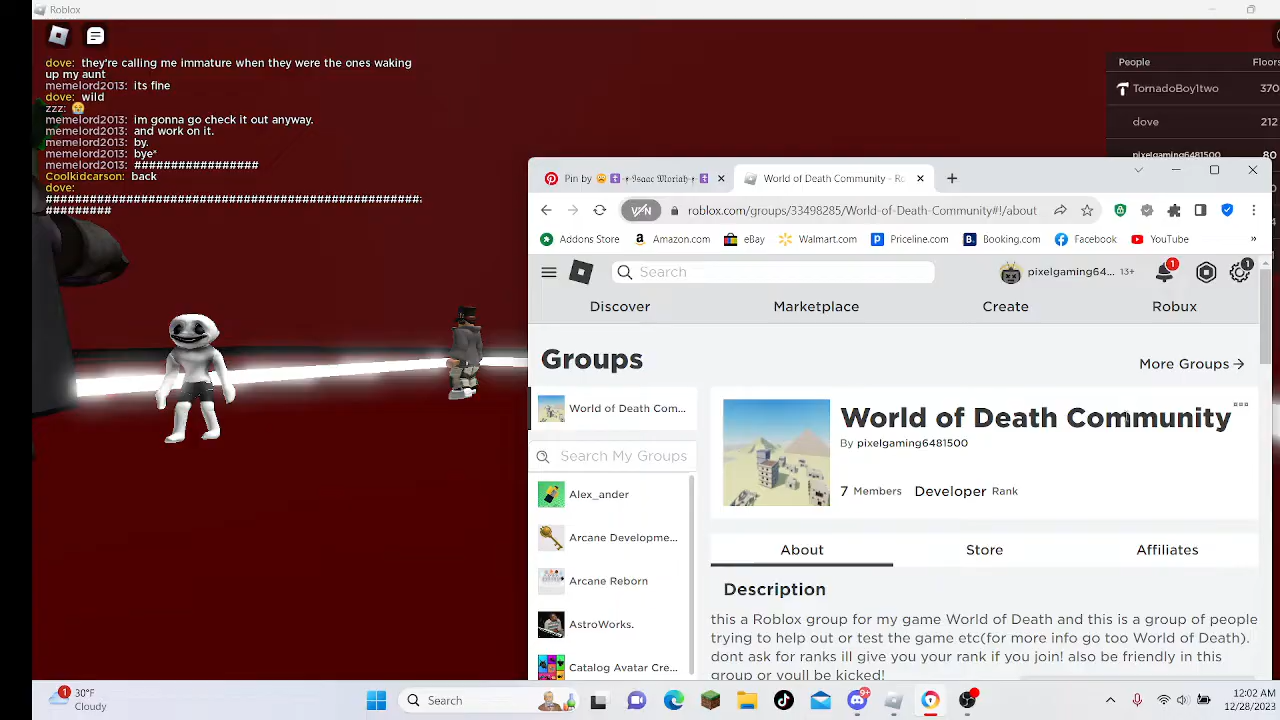 Roblox
dove: they're calling me immature when they were the ones waking
up my aunt
memelord2013: its fine
dove: wild
zzz: 😭
memelord2013: im gonna go check it out anyway.
memelord2013: and work on it.
memelord2013: by.
memelord2013: bye*
memelord2013: #################
Coolkidcarson: back
dove:
###################################################
#########
People Floors
TornadoBoy1two 370
dove 212
pixelgaming6481500 80
Pin by
World of Death Community - Ro
VPN roblox.com/ /33498285/World-of-Death-Community#!/about
Addons Store Amazon.com eBay Walmart.com Priceline.com Booking.com Facebook YouTube »
Search pixelgaming64... 13+ 1 1
Discover Marketplace Create Robux
Groups
More Groups
World of Death Com...
World of Death Community
By pixelgaming6481500
Search My Groups
7 Members Developer Rank
Alex_ander
Arcane Developme...
About Store Affiliates
Arcane Reborn
Description
AstroWorks.
this a Roblox group for my game World of Death and this is a group of people
trying to help out or test the game etc(for more info go too World of Death).
dont ask for ranks ill give you your rank if you join! also be friendly in this
group or youll be kicked!
Catalog Avatar Cre...
1 30°F
Cloudy
Search
9+
12:02 AM
12/28/2023